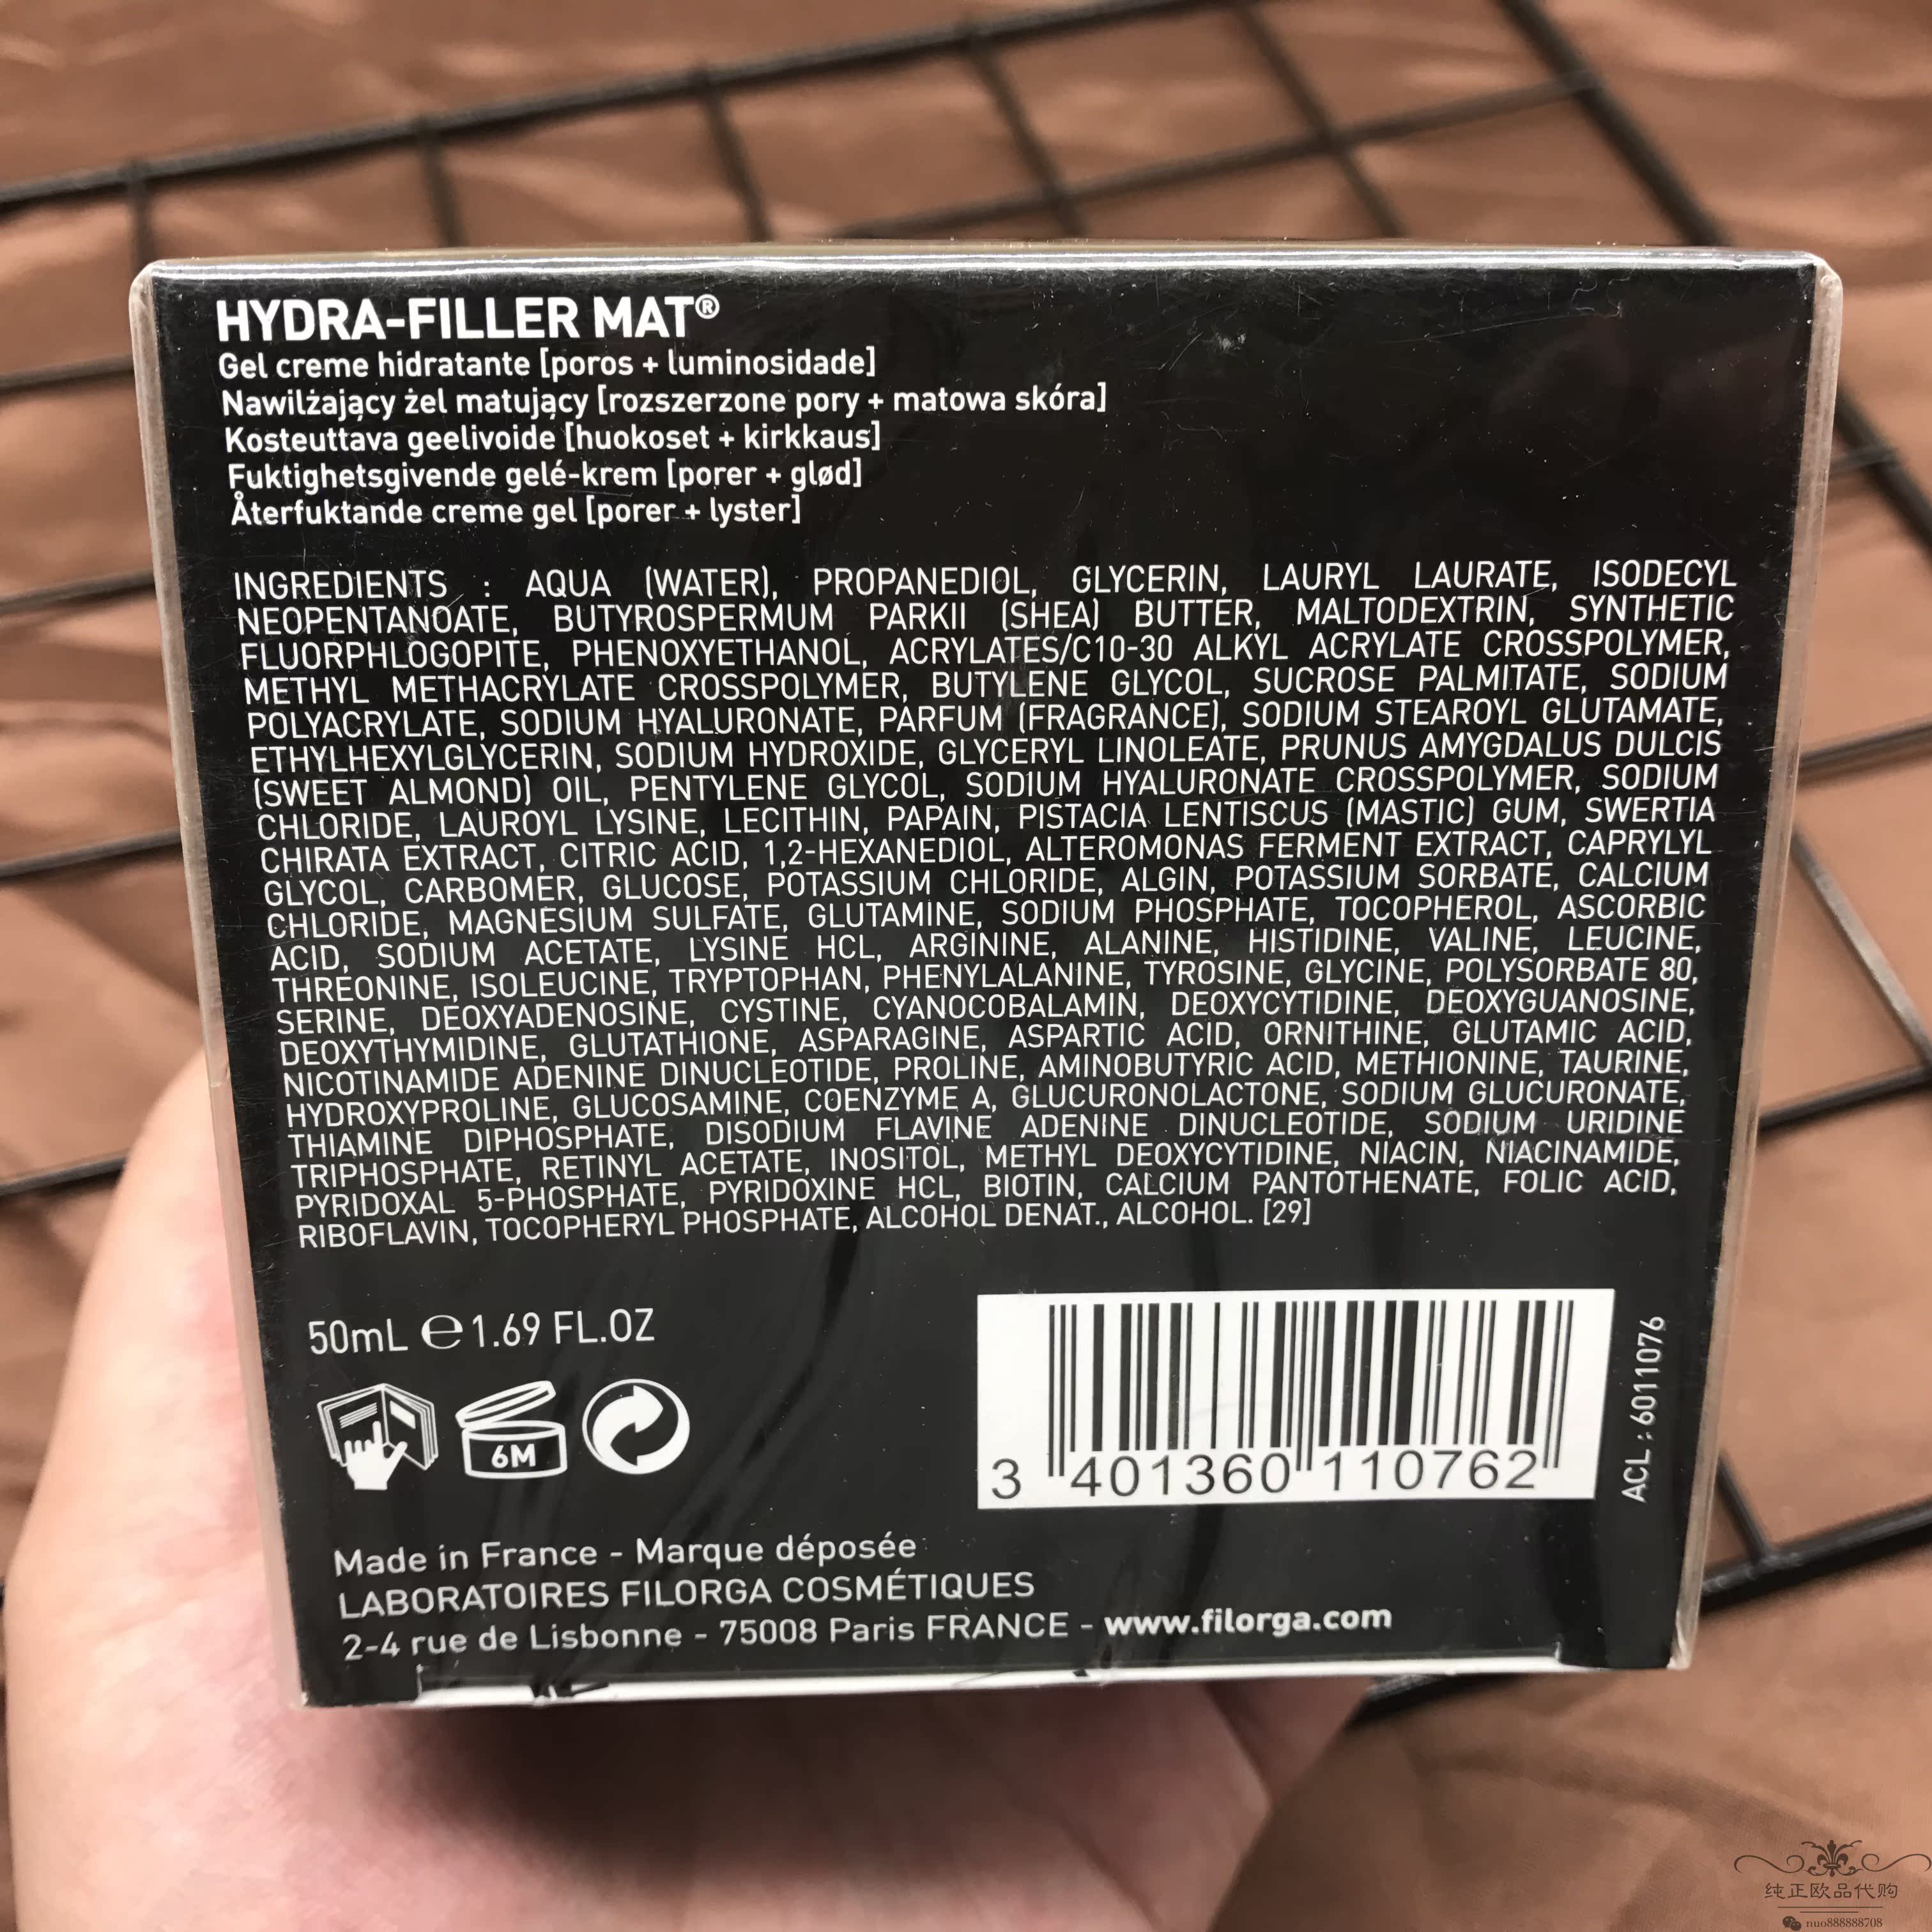 HYDRA-FILLER MAT®
Gel creme hidratante [poros + luminosidade]
Nawilżający żel matujący [rozszerzone pory + matowa skóra]
Kosteuttava geelivoide [huokoset + kirkkaus]
Fuktighetsgivende gelé-krem [porer + glød]
Återfuktande creme gel [porer + lyster]
INGREDIENTS : AQUA (WATER), PROPANEDIOL, GLYCERIN, LAURYL LAURATE, ISODECYL
NEOPENTANOATE, BUTYROSPERMUM PARKII (SHEA) BUTTER, MALTODEXTRIN, SYNTHETIC
FLUORPHLOGOPITE, PHENOXYETHANOL, ACRYLATES/C10-30 ALKYL ACRYLATE CROSSPOLYMER,
METHYL METHACRYLATE CROSSPOLYMER, BUTYLENE GLYCOL, SUCROSE PALMITATE, SODIUM
POLYACRYLATE, SODIUM HYALURONATE, PARFUM (FRAGRANCE), SODIUM STEAROYL GLUTAMATE,
ETHYLHEXYLGLYCERIN, SODIUM HYDROXIDE, GLYCERYL LINOLEATE, PRUNUS AMYGDALUS DULCIS
(SWEET ALMOND) OIL, PENTYLENE GLYCOL, SODIUM HYALURONATE CROSSPOLYMER, SODIUM
CHLORIDE, LAUROYL LYSINE, LECITHIN, PAPAIN, PISTACIA LENTISCUS (MASTIC) GUM, SWERTIA
CHIRATA EXTRACT, CITRIC ACID, 1,2-HEXANEDIOL, ALTEROMONAS FERMENT EXTRACT, CAPRYLYL
GLYCOL, CARBOMER, GLUCOSE, POTASSIUM CHLORIDE, ALGIN, POTASSIUM SORBATE, CALCIUM
CHLORIDE, MAGNESIUM SULFATE, GLUTAMINE, SODIUM PHOSPHATE, TOCOPHEROL, ASCORBIC
ACID, SODIUM ACETATE, LYSINE HCL, ARGININE, ALANINE, HISTIDINE, VALINE, LEUCINE,
THREONINE, ISOLEUCINE, TRYPTOPHAN, PHENYLALANINE, TYROSINE, GLYCINE, POLYSORBATE 80,
SERINE, DEOXYADENOSINE, CYSTINE, CYANOCOBALAMIN, DEOXYCYTIDINE, DEOXYGUANOSINE,
DEOXYTHYMIDINE, GLUTATHIONE, ASPARAGINE, ASPARTIC ACID, ORNITHINE, GLUTAMIC ACID,
NICOTINAMIDE ADENINE DINUCLEOTIDE, PROLINE, AMINOBUTYRIC ACID, METHIONINE, TAURINE,
HYDROXYPROLINE, GLUCOSAMINE, COENZYME A, GLUCURONOLACTONE, SODIUM GLUCURONATE,
THIAMINE DIPHOSPHATE, DISODIUM FLAVINE ADENINE DINUCLEOTIDE, SODIUM URIDINE
TRIPHOSPHATE, RETINYL ACETATE, INOSITOL, METHYL DEOXYCYTIDINE, NIACIN, NIACINAMIDE,
PYRIDOXAL 5-PHOSPHATE, PYRIDOXINE HCL, BIOTIN, CALCIUM PANTOTHENATE, FOLIC ACID,
RIBOFLAVIN, TOCOPHERYL PHOSPHATE, ALCOHOL DENAT., ALCOHOL. [29]
50mL e 1.69 FL.OZ
6M
3 401360 110762
ACL : 6011076
Made in France - Marque déposée
LABORATOIRES FILORGA COSMÉTIQUES
2-4 rue de Lisbonne - 75008 Paris FRANCE - www.filorga.com
纯正欧品代购
nuo888888708